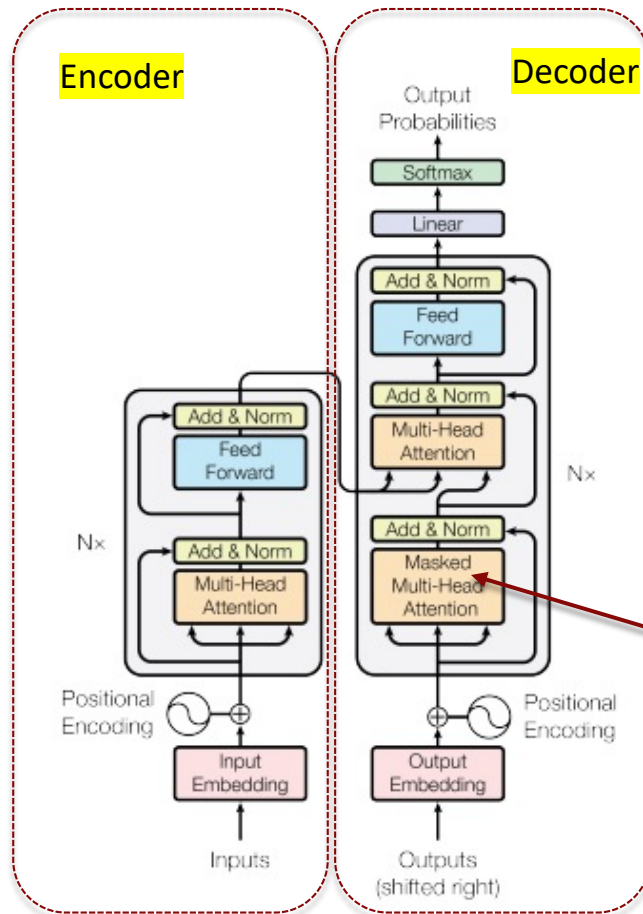 Encoder
Add & Norm
Feed
Forward
Nx
Add & Norm
Multi-Head
Attention
Positional
Encoding
Input
Embedding
Inputs
Decoder
Output
Probabilities
Softmax
Linear
Add & Norm
Feed
Forward
Add & Norm
Multi-Head
Attention
Nx
Add & Norm
Masked
Multi-Head
Attention
Positional
Encoding
Output
Embedding
Outputs
(shifted right)